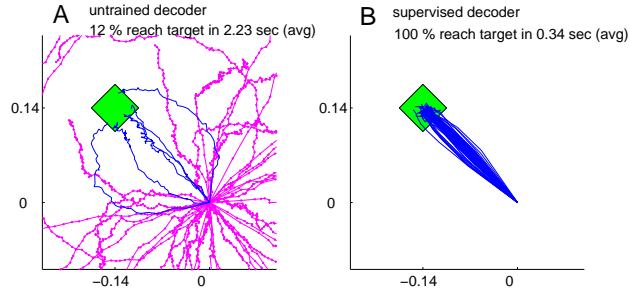 A untrained decoder
12 % reach target in 2.23 sec (avg)
0.14
0
−0.14 0
B supervised decoder
100 % reach target in 0.34 sec (avg)
0.14
0
−0.14 0